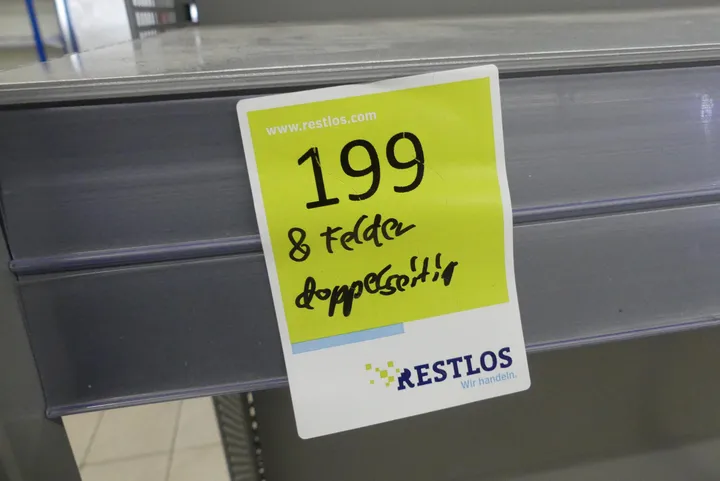 www.restlos.com
199
8 Felder
doppelseitig
RESTLOS
Wir handeln.